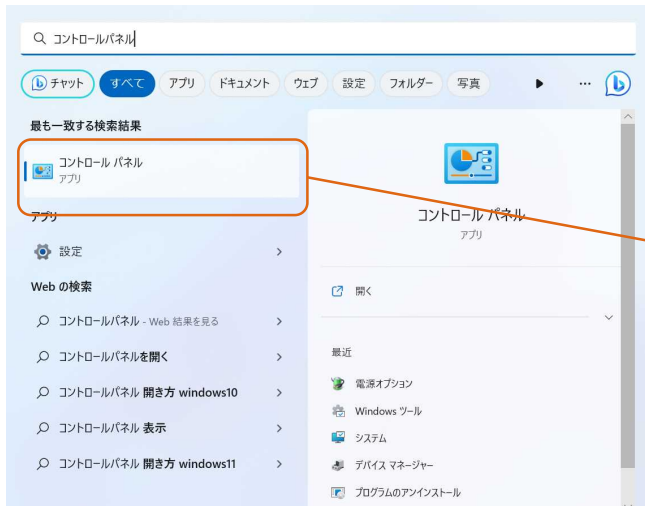 コントロールパネル
チャット すべて アプリ ドキュメント ウェブ 設定 フォルダー 写真 ▶ …
最も一致する検索結果
コントロール パネル
アプリ
アプリ
設定
Web の検索
コントロールパネル - Web 結果を見る
コントロールパネルを開く
コントロールパネル 開き方 windows10
コントロールパネル 表示
コントロールパネル 開き方 windows11
コントロール パネル
アプリ
開く
最近
電源オプション
Windows ツール
システム
デバイス マネージャー
プログラムのアンインストール